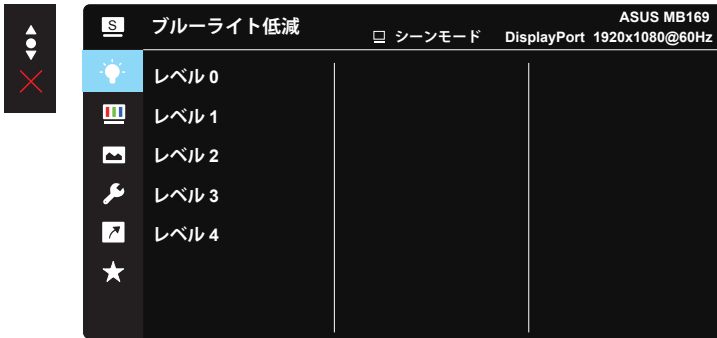 S ブルーライト低減
ASUS MB169
シーンモード DisplayPort 1920x1080@60Hz
レベル 0
レベル 1
レベル 2
レベル 3
レベル 4